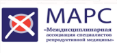 МАРС
«Междисциплинарная
ассоциация специалистов
репродуктивной медицины»